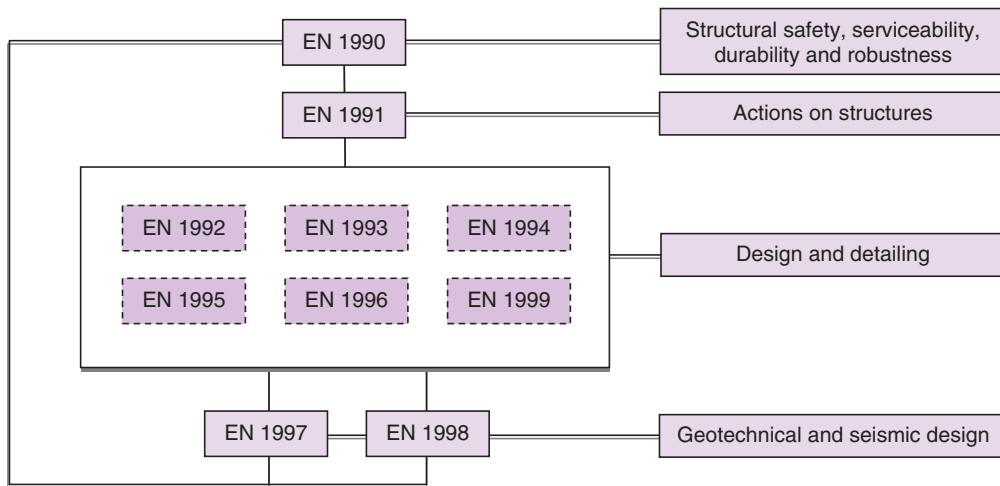 EN 1990
Structural safety, serviceability,
durability and robustness
EN 1991
Actions on structures
EN 1992
EN 1993
EN 1994
Design and detailing
EN 1995
EN 1996
EN 1999
EN 1997
EN 1998
Geotechnical and seismic design